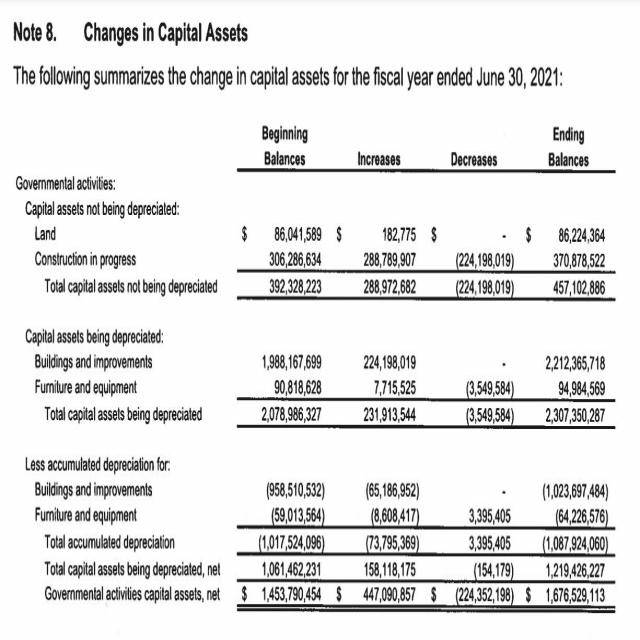 Note 8. Changes in Capital Assets
The following summarizes the change in capital assets for the fiscal year ended June 30, 2021:
Beginning Ending
Balances Increases Decreases Balances
Governmental activities:
Capital assets not being depreciated:
Land $ 86,041,589 $ 182,775 $ - $ 86,224,364
Construction in progress 306,286,634 288,789,907 (224,198,019) 370,878,522
Total capital assets not being depreciated 392,328,223 288,972,682 (224,198,019) 457,102,886
Capital assets being depreciated:
Buildings and improvements 1,988,167,699 224,198,019 - 2,212,365,718
Furniture and equipment 90,818,628 7,715,525 (3,549,584) 94,984,569
Total capital assets being depreciated 2,078,986,327 231,913,544 (3,549,584) 2,307,350,287
Less accumulated depreciation for:
Buildings and improvements (958,510,532) (65,186,952) - (1,023,697,484)
Furniture and equipment (59,013,564) (8,608,417) 3,395,405 (64,226,576)
Total accumulated depreciation (1,017,524,096) (73,795,369) 3,395,405 (1,087,924,060)
Total capital assets being depreciated, net 1,061,462,231 158,118,175 (154,179) 1,219,426,227
Governmental activities capital assets, net $ 1,453,790,454 $ 447,090,857 $ (224,352,198) $ 1,676,529,113